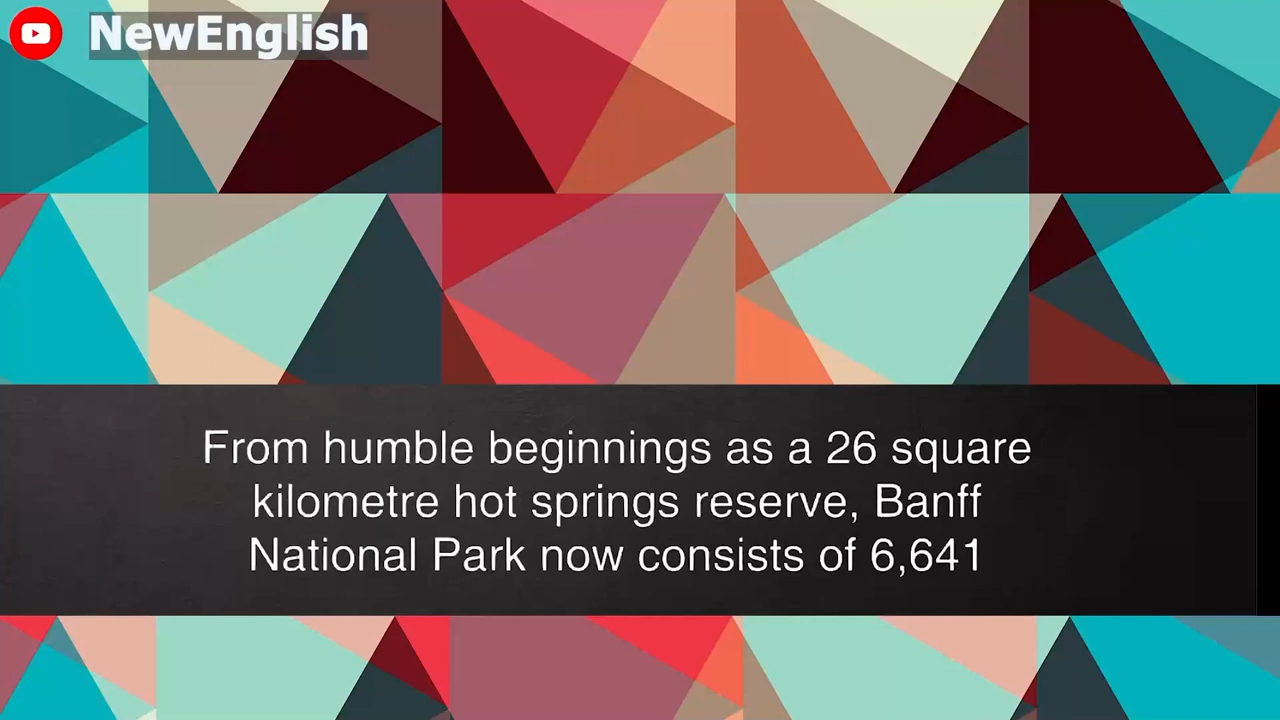 NewEnglish
From humble beginnings as a 26 square
kilometre hot springs reserve, Banff
National Park now consists of 6,641